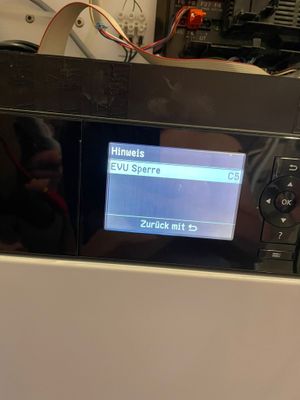 Hinweis
EVU Sperre C5
Zurück mit
OK
?